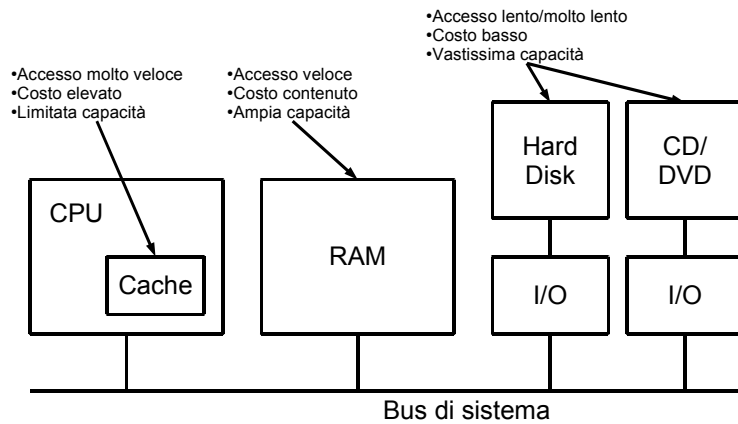 •Accesso lento/molto lento
•Costo basso
•Vastissima capacità
•Accesso molto veloce
•Costo elevato
•Limitata capacità
•Accesso veloce
•Costo contenuto
•Ampia capacità
Hard
Disk
CD/
DVD
CPU
Cache
RAM
I/O
I/O
Bus di sistema